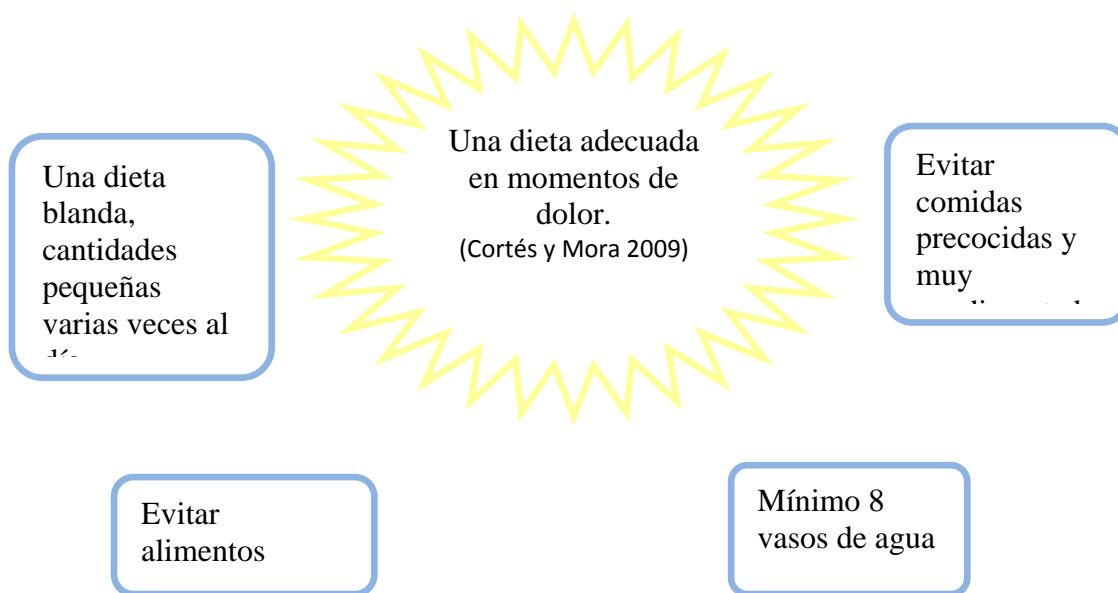 Una dieta adecuada
en momentos de
dolor.
(Cortés y Mora 2009)
Una dieta
blanda,
cantidades
pequeñas
varias veces al
Evitar
comidas
precocidas y
muy
Evitar
alimentos
Mínimo 8
vasos de agua